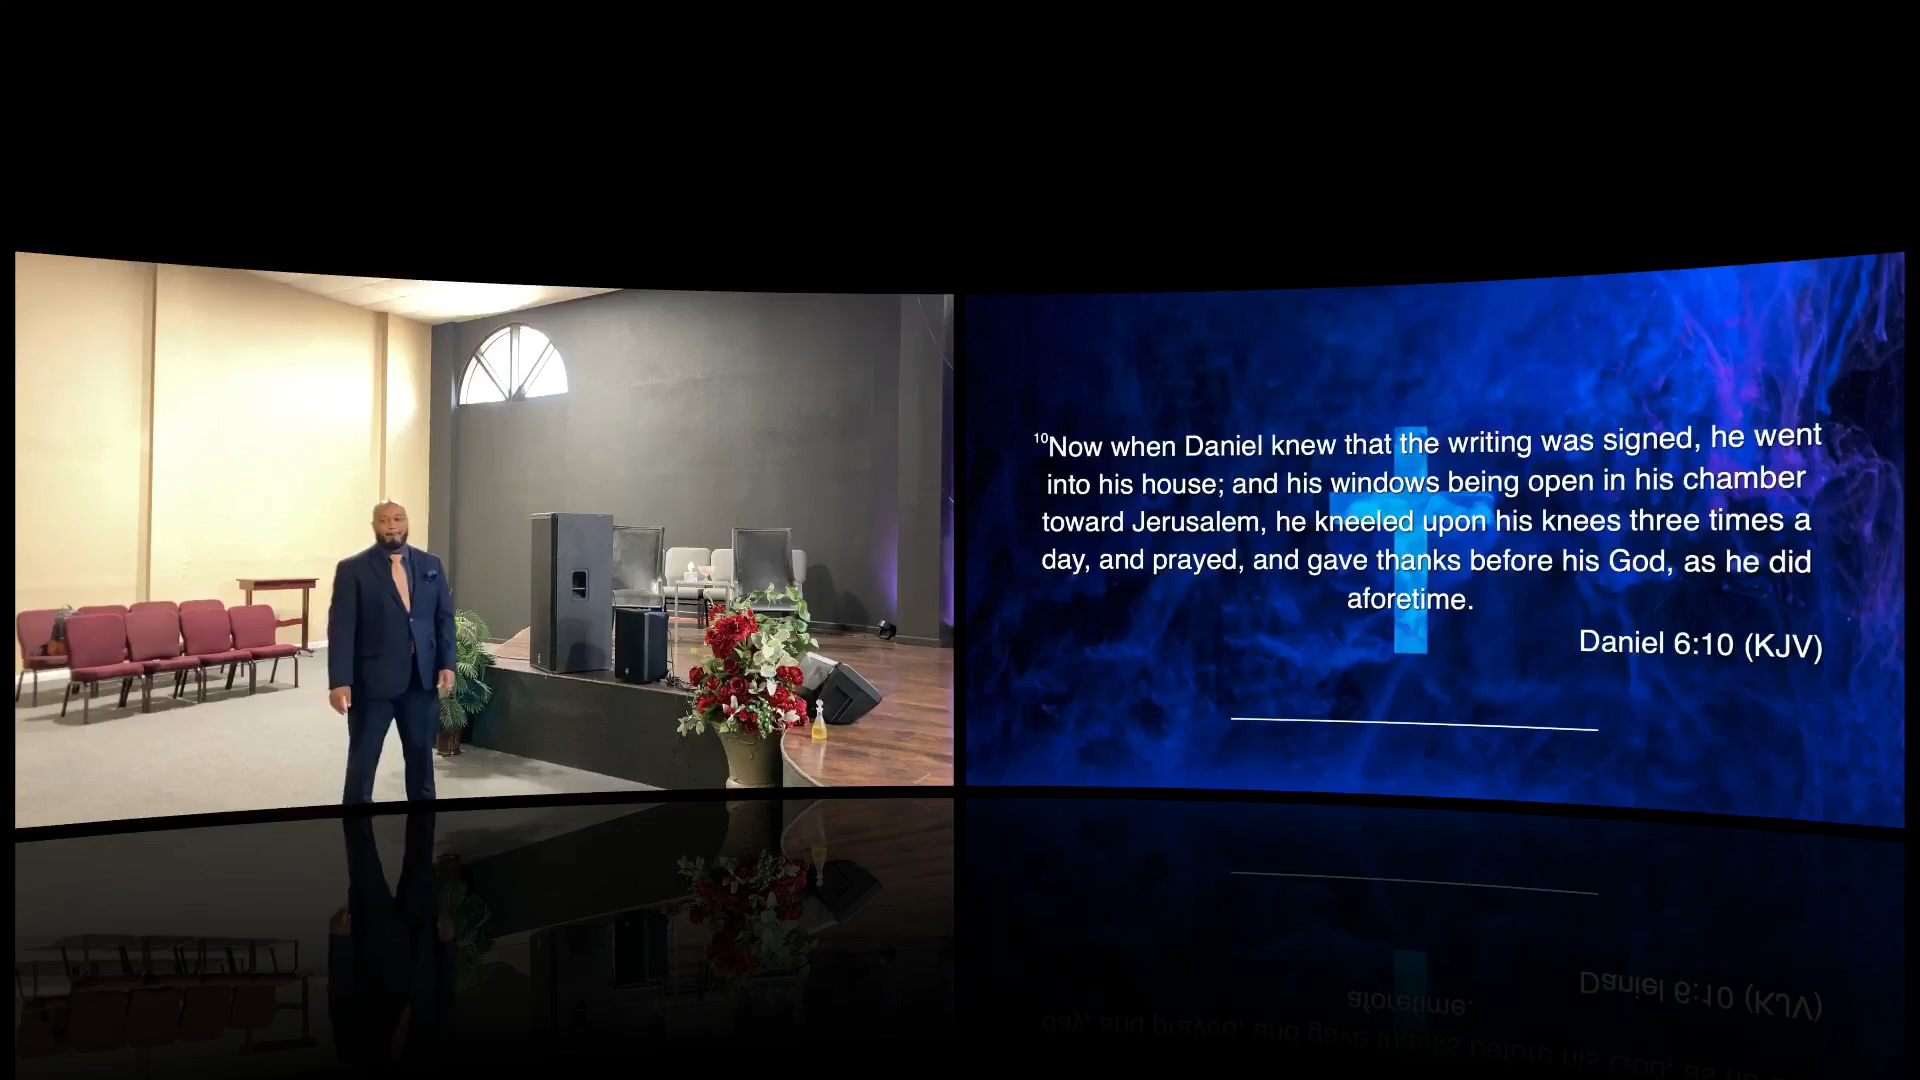 ¹⁰Now when Daniel knew that the writing was signed, he went
into his house; and his windows being open in his chamber
toward Jerusalem, he kneeled upon his knees three times a
day, and prayed, and gave thanks before his God, as he did
aforetime.
Daniel 6:10 (KJV)